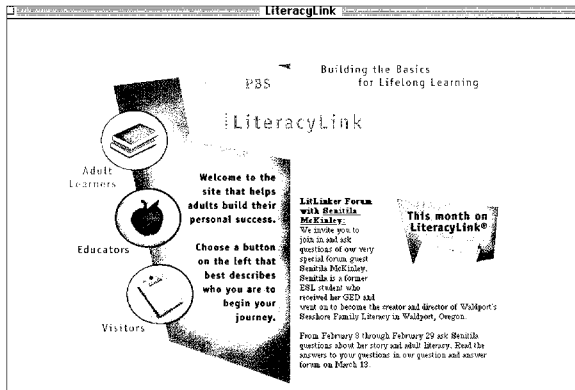 LiteracyLink
PBS
Building the Basics
for Lifelong Learning
LiteracyLink
Adult
Learners
Educators
Visitors
Welcome to the
site that helps
adults build their
personal success.
Choose a button
on the left that
best describes
who you are to
begin your
journey.
LitLinker Forum
with Senitila
McKinley:
We invite you to
join in and ask
questions of our very
special forum guest
Senitila McKinley.
Senitila is a former
ESL student who
received her GED and
went on to become the creator and director of Waldport's
Seashore Family Literacy in Waldport, Oregon.
From February 8 through February 29 ask Senitila
questions about her story and adult literacy. Read the
answers to your questions in our question and answer
forum on March 13.
This month on
LiteracyLink®